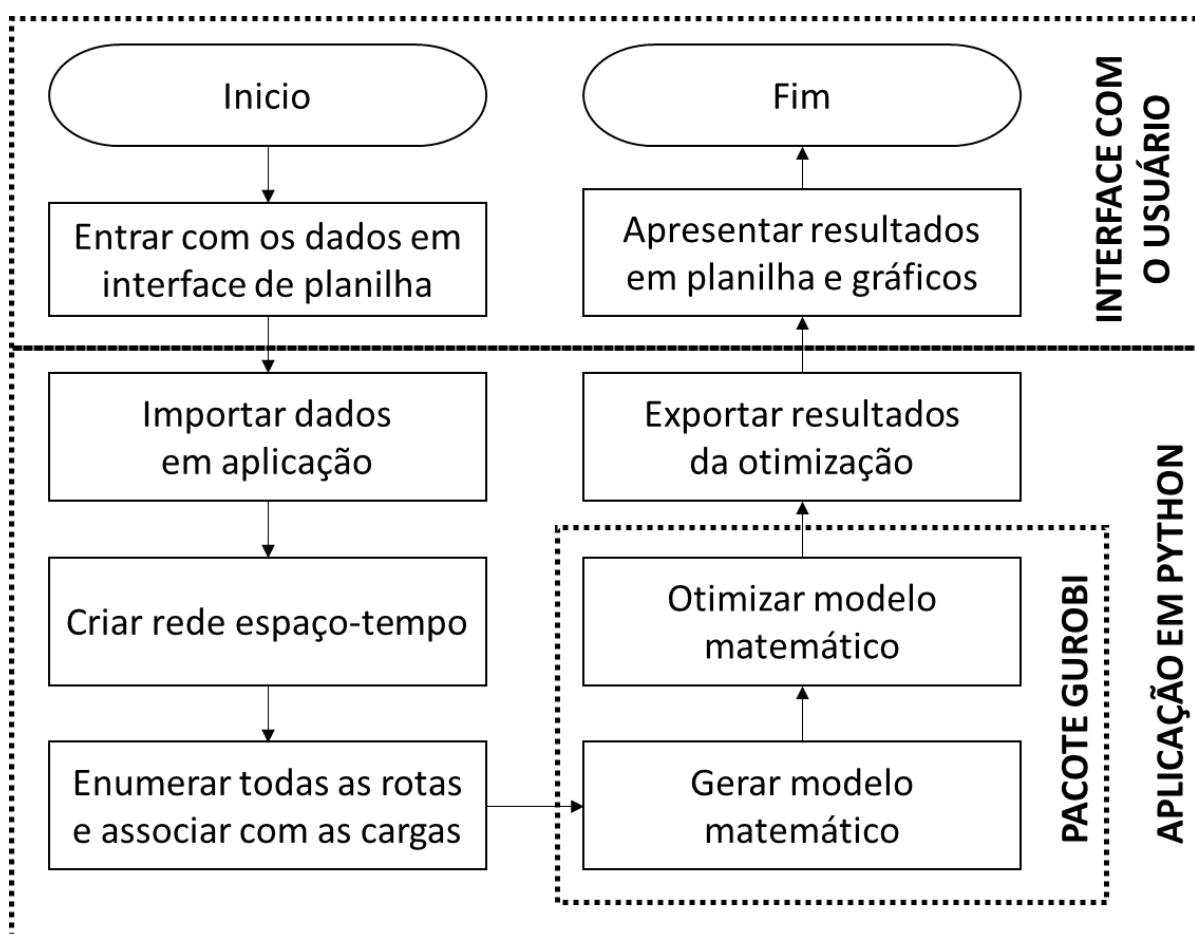 Inicio
Entrar com os dados em
interface de planilha
Importar dados
em aplicação
Criar rede espaço-tempo
Enumerar todas as rotas
e associar com as cargas
Gerar modelo
matemático
Otimizar modelo
matemático
Exportar resultados
da otimização
Apresentar resultados
em planilha e gráficos
Fim
INTERFACE COM
O USUÁRIO
PACOTE GUROBI
APLICAÇÃO EM PYTHON